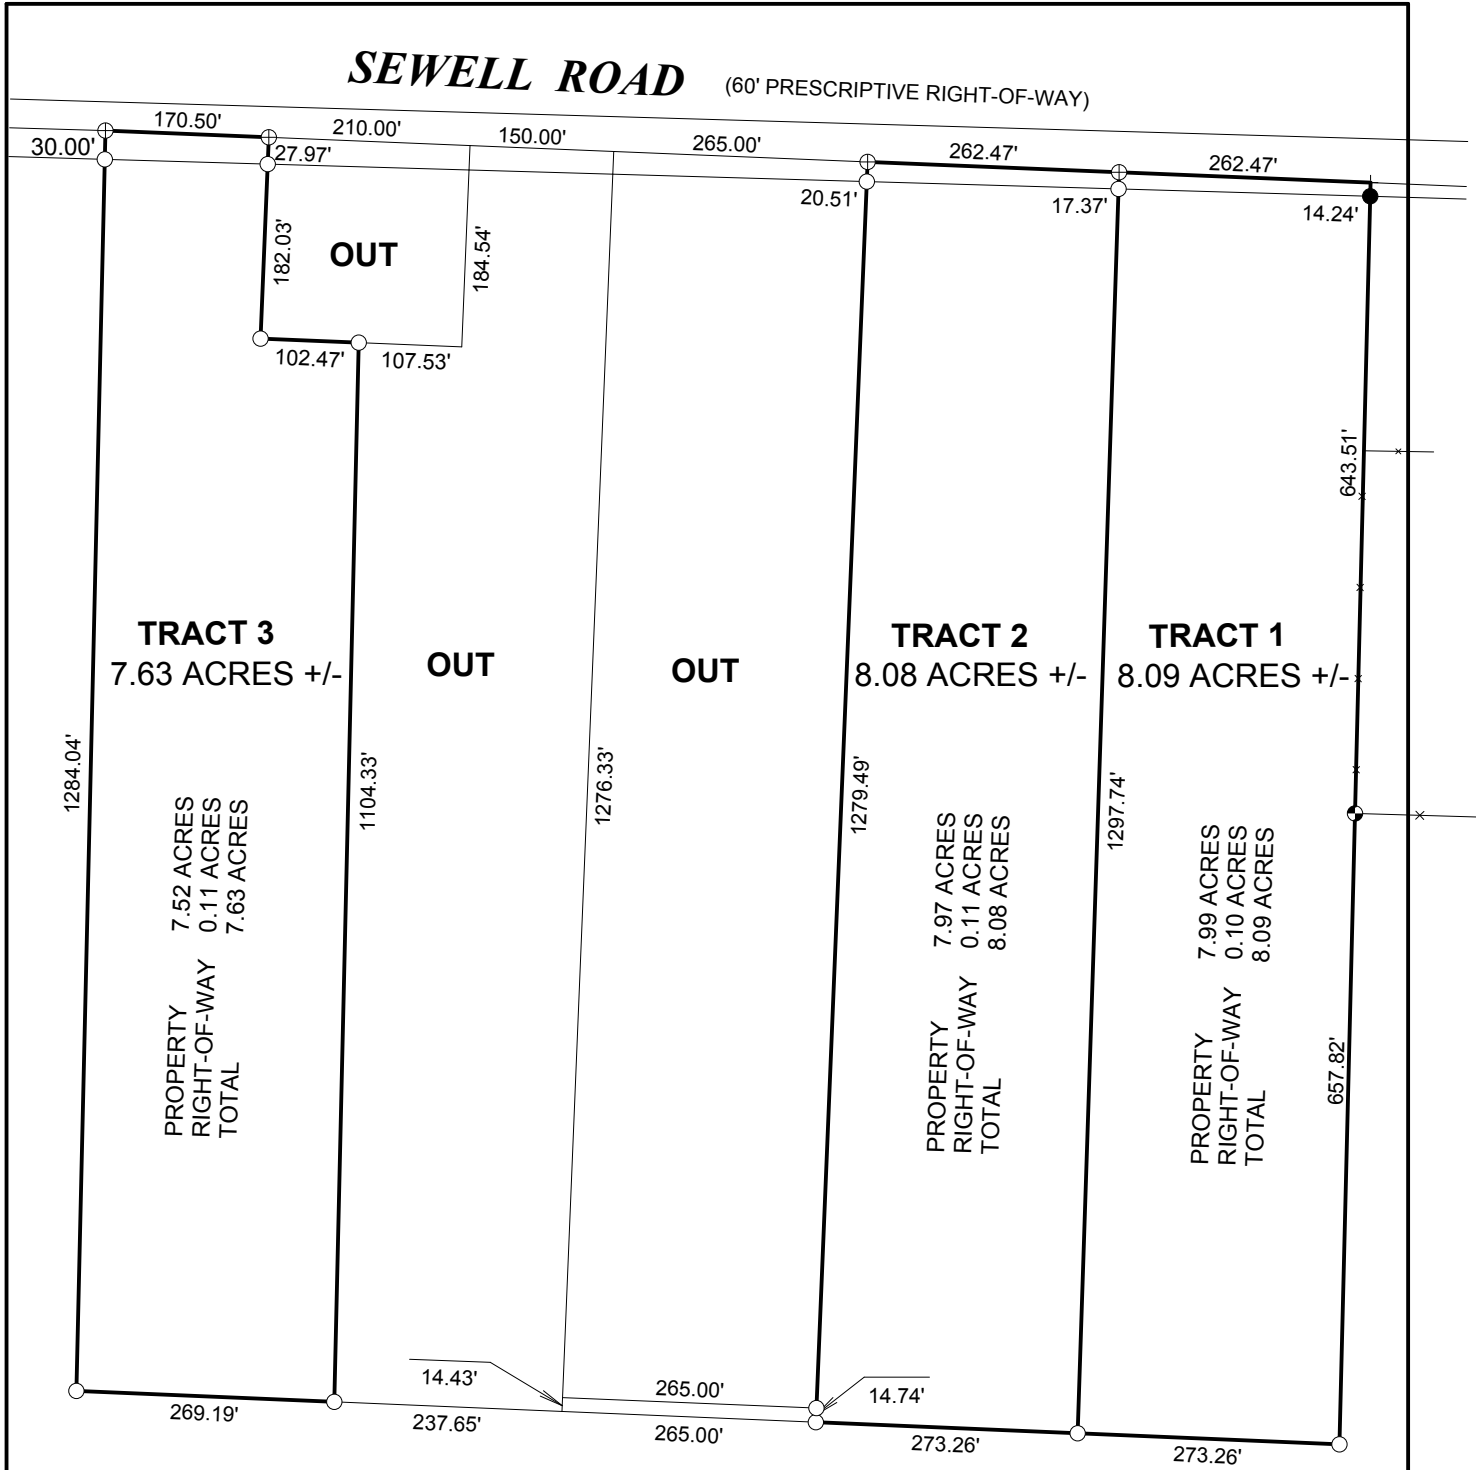 SEWELL ROAD (60' PRESCRIPTIVE RIGHT-OF-WAY)
170.50'
210.00'
150.00'
265.00'
262.47'
262.47'
30.00'
27.97'
20.51'
17.37'
14.24'
182.03'
OUT
184.54'
102.47'
107.53'
643.51'
TRACT 3
7.63 ACRES +/-
OUT
OUT
TRACT 2
8.08 ACRES +/-
TRACT 1
8.09 ACRES +/-
1284.04'
1104.33'
1276.33'
1279.49'
1297.74'
657.82'
PROPERTY 7.52 ACRES
RIGHT-OF-WAY 0.11 ACRES
TOTAL 7.63 ACRES
PROPERTY 7.97 ACRES
RIGHT-OF-WAY 0.11 ACRES
TOTAL 8.08 ACRES
PROPERTY 7.99 ACRES
RIGHT-OF-WAY 0.10 ACRES
TOTAL 8.09 ACRES
14.43'
265.00'
14.74'
269.19'
237.65'
265.00'
273.26'
273.26'